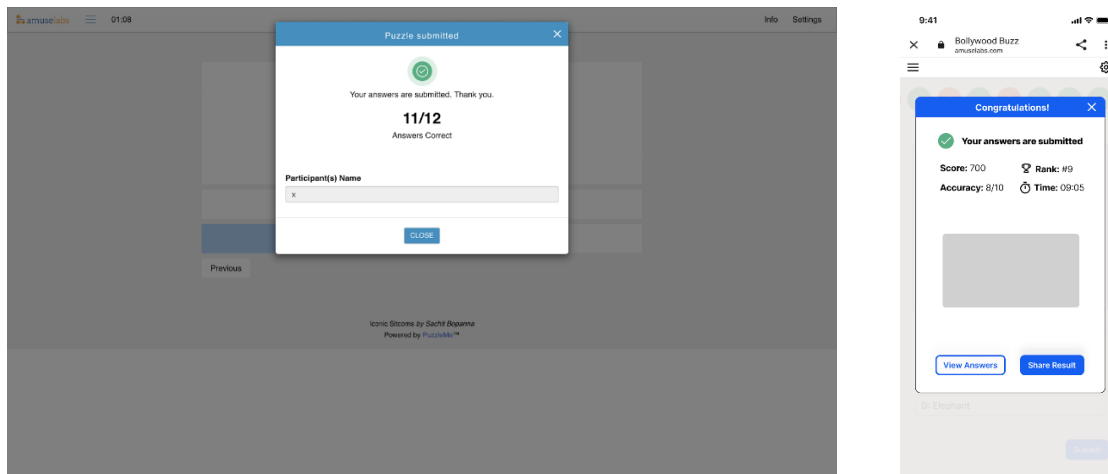 amuselabs 01:08 Info Settings
Puzzle submitted
Your answers are submitted. Thank you.
11/12
Answers Correct
Participant(s) Name
x
CLOSE
Previous
Iconic Sitcoms by Sachit Bopanna
Powered by PuzzleMe™
9:41
Bollywood Buzz
amuselabs.com
Congratulations!
Your answers are submitted
Score: 700 Rank: #9
Accuracy: 8/10 Time: 09:05
View Answers Share Result
D: Elephant
Submit